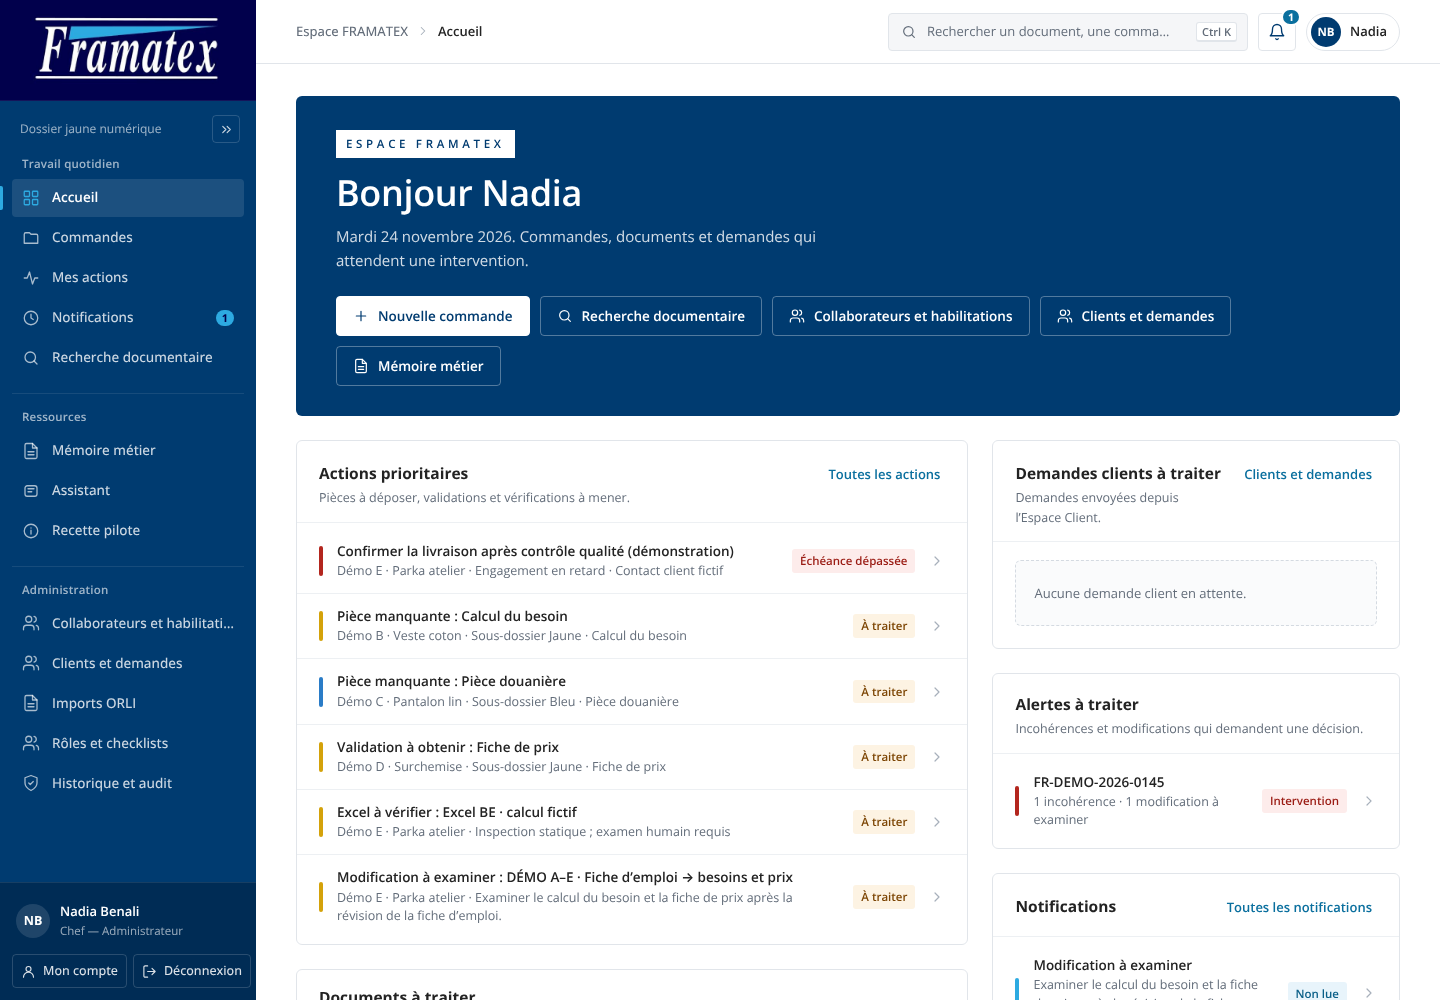 Framatex
Dossier jaune numérique
Travail quotidien
Accueil
Commandes
Mes actions
Notifications
1
Recherche documentaire
Ressources
Mémoire métier
Assistant
Recette pilote
Administration
Collaborateurs et habilitati...
Clients et demandes
Imports ORLI
Rôles et checklists
Historique et audit
NB
Nadia Benali
Chef — Administrateur
Mon compte
Déconnexion
Espace FRAMATEX
Accueil
Rechercher un document, une comma...
Ctrl K
1
NB
Nadia
ESPACE FRAMATEX
Bonjour Nadia
Mardi 24 novembre 2026. Commandes, documents et demandes qui
attendent une intervention.
Nouvelle commande
Recherche documentaire
Collaborateurs et habilitations
Clients et demandes
Mémoire métier
Actions prioritaires
Toutes les actions
Pièces à déposer, validations et vérifications à mener.
Confirmer la livraison après contrôle qualité (démonstration)
Démo E · Parka atelier · Engagement en retard · Contact client fictif
Échéance dépassée
Pièce manquante : Calcul du besoin
Démo B · Veste coton · Sous-dossier Jaune · Calcul du besoin
À traiter
Pièce manquante : Pièce douanière
Démo C · Pantalon lin · Sous-dossier Bleu · Pièce douanière
À traiter
Validation à obtenir : Fiche de prix
Démo D · Surchemise · Sous-dossier Jaune · Fiche de prix
À traiter
Excel à vérifier : Excel BE · calcul fictif
Démo E · Parka atelier · Inspection statique ; examen humain requis
À traiter
Modification à examiner : DÉMO A–E · Fiche d’emploi → besoins et prix
Démo E · Parka atelier · Examiner le calcul du besoin et la fiche de prix après la
révision de la fiche d’emploi.
À traiter
Documents à traiter
Demandes clients à traiter
Clients et demandes
Demandes envoyées depuis
l’Espace Client.
Aucune demande client en attente.
Alertes à traiter
Incohérences et modifications qui demandent une décision.
FR-DEMO-2026-0145
1 incohérence · 1 modification à
examiner
Intervention
Notifications
Toutes les notifications
Modification à examiner
Examiner le calcul du besoin et la fiche
Non lue